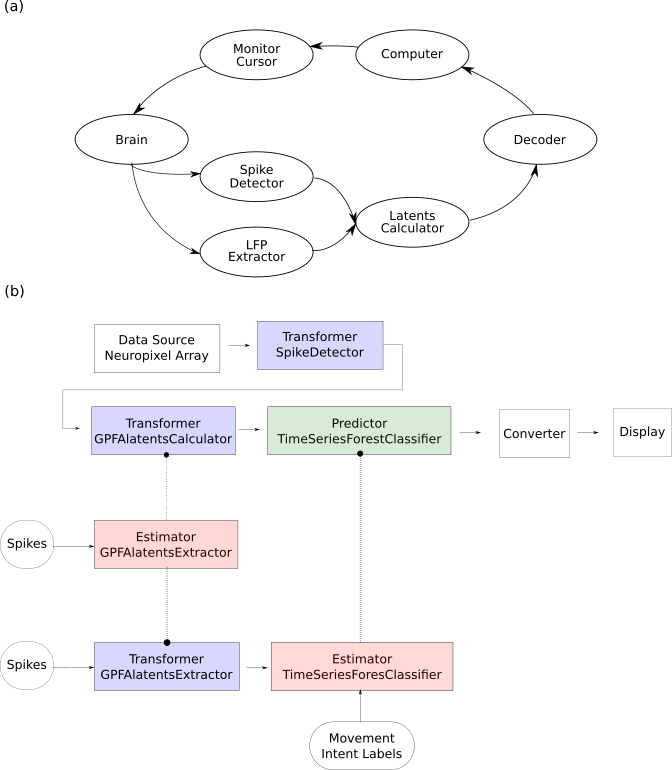 (a)
Monitor
Cursor
Computer
Brain
Decoder
Spike
Detector
Latents
Calculator
LFP
Extractor
(b)
Data Source
Neuropixel Array
Transformer
SpikeDetector
Transformer
GPFAlatentsCalculator
Predictor
TimeSeriesForestClassifier
Converter
Display
Spikes
Estimator
GPFAlatentsExtractor
Spikes
Transformer
GPFAlatentsExtractor
Estimator
TimeSeriesForesClassifier
Movement
Intent Labels